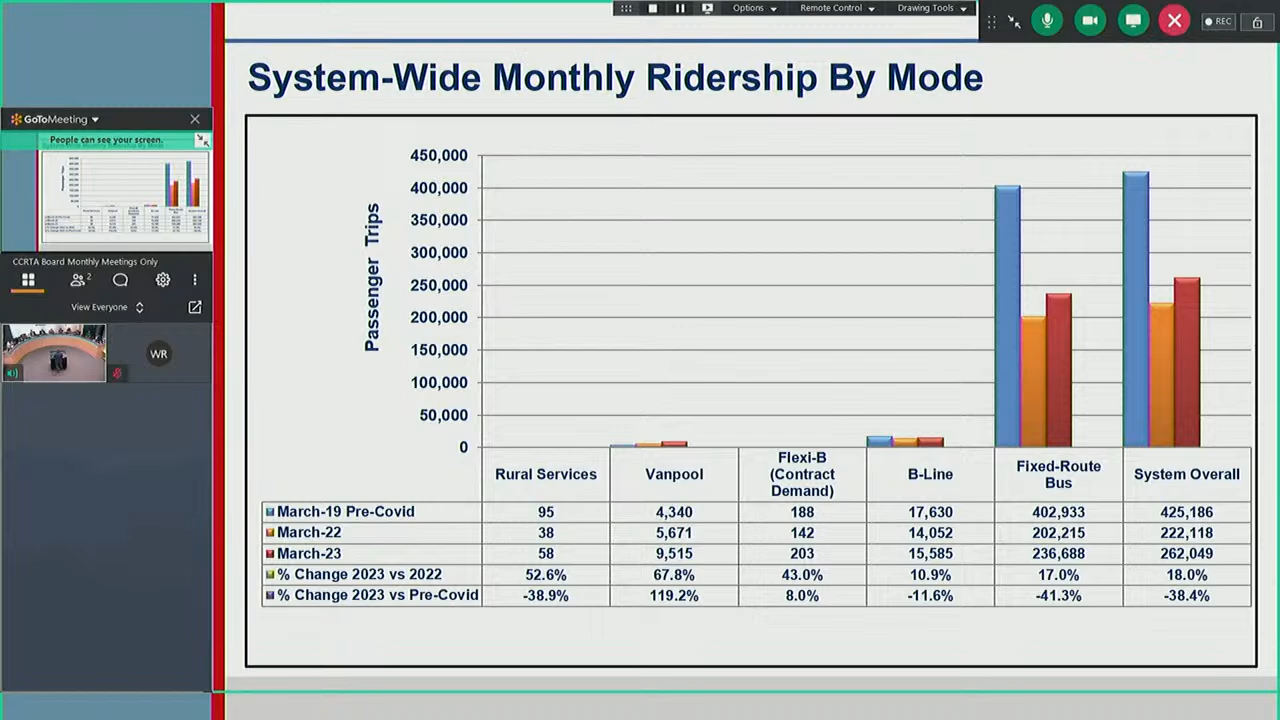 Options
Remote Control
Drawing Tools
REC
System-Wide Monthly Ridership By Mode
GoToMeeting
People can see your screen.
CCRTA Board Monthly Meetings Only
2
View Everyone
WR
Passenger Trips
450,000
400,000
350,000
300,000
250,000
200,000
150,000
100,000
50,000
0
Rural Services Vanpool Flexi-B (Contract Demand) B-Line Fixed-Route Bus System Overall
March-19 Pre-Covid 95 4,340 188 17,630 402,933 425,186
March-22 38 5,671 142 14,052 202,215 222,118
March-23 58 9,515 203 15,585 236,688 262,049
% Change 2023 vs 2022 52.6% 67.8% 43.0% 10.9% 17.0% 18.0%
% Change 2023 vs Pre-Covid -38.9% 119.2% 8.0% -11.6% -41.3% -38.4%